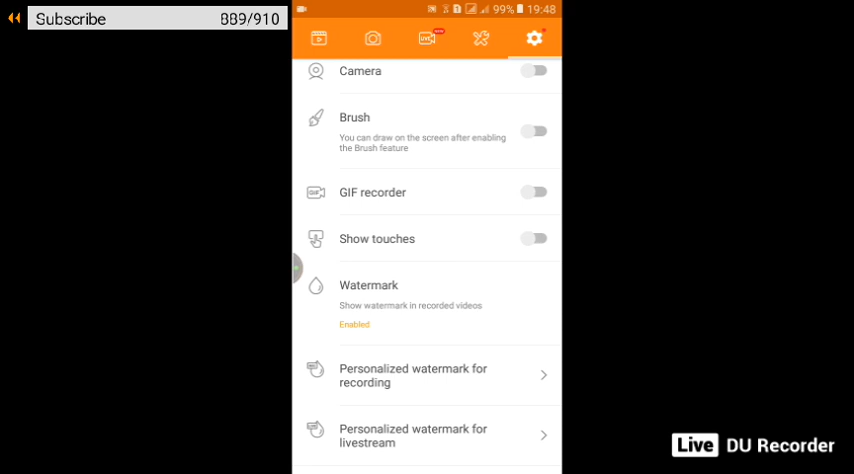 Subscribe 889/910
99% 19:48
LIVE
Camera
Brush
You can draw on the screen after enabling
the Brush feature
GIF GIF recorder
Show touches
Watermark
Show watermark in recorded videos
Enabled
Personalized watermark for
recording
Personalized watermark for
livestream
Live DU Recorder